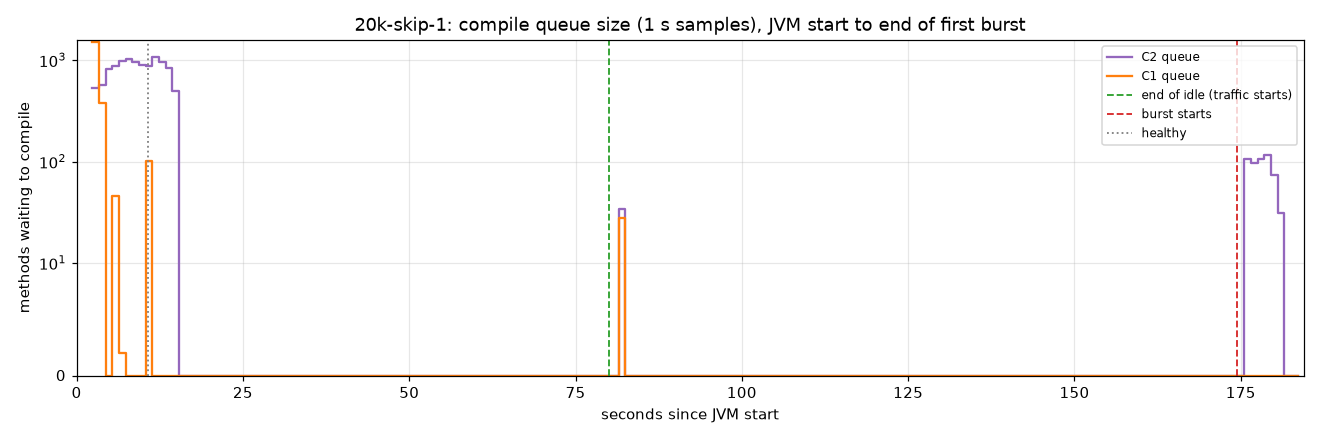 20k-skip-1: compile queue size (1 s samples), JVM start to end of first burst
methods waiting to compile
10³
10²
10¹
0
C2 queue
C1 queue
end of idle (traffic starts)
burst starts
healthy
0 25 50 75 100 125 150 175
seconds since JVM start